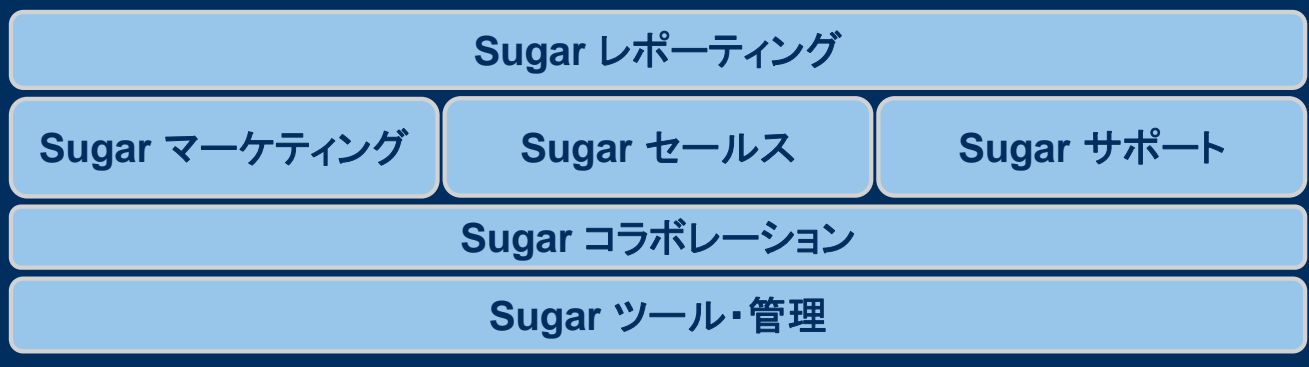 Sugar レポーティング
Sugar マーケティング
Sugar セールス
Sugar サポート
Sugar コラボレーション
Sugar ツール・管理